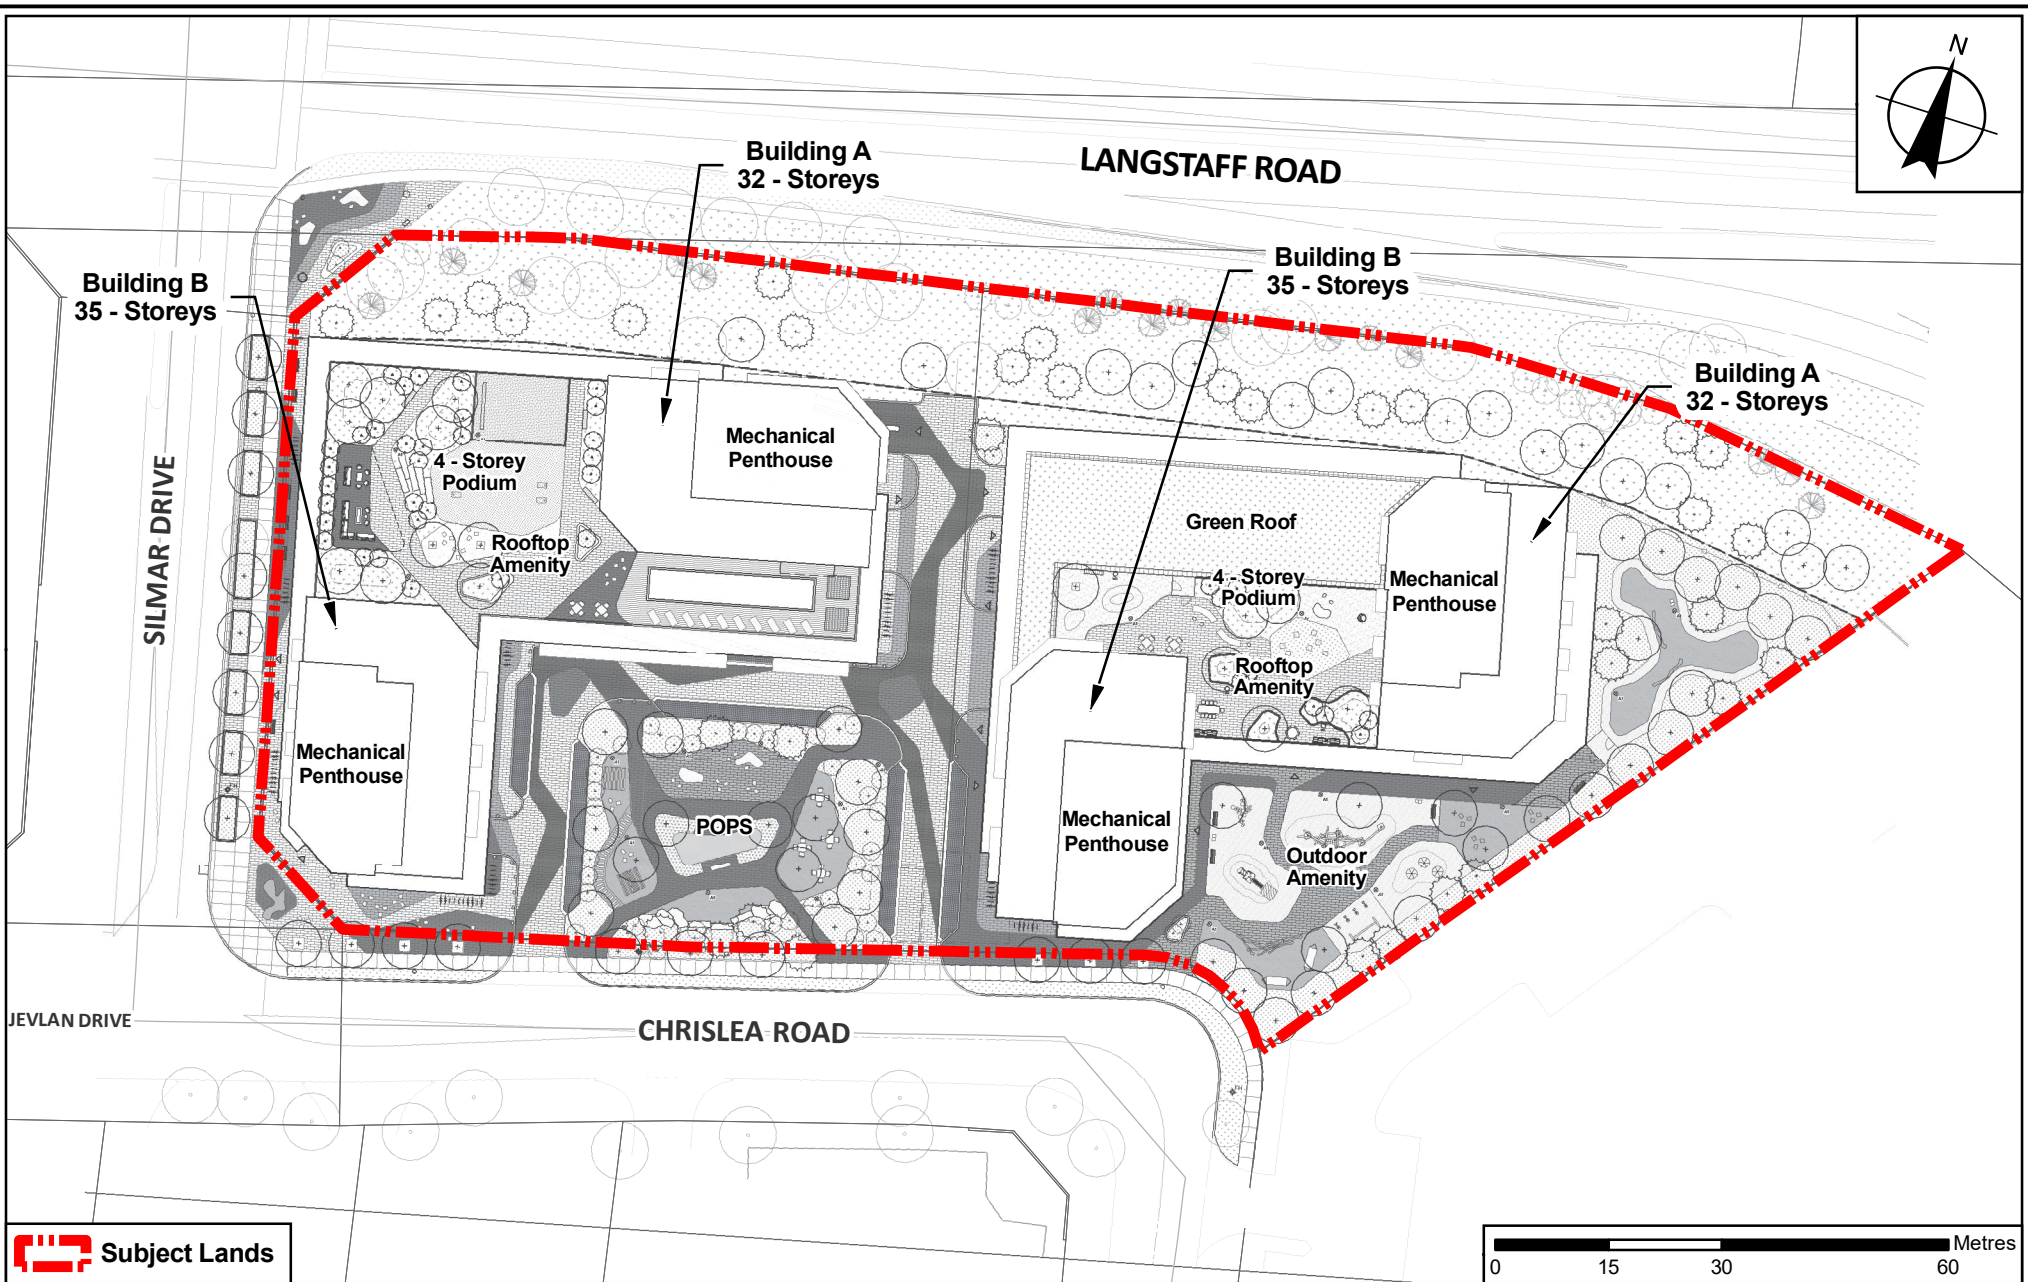 N
LANGSTAFF ROAD
Building A
32 - Storeys
Building B
35 - Storeys
Building B
35 - Storeys
Building A
32 - Storeys
Mechanical
Penthouse
4 - Storey
Podium
Rooftop
Amenity
SILMAR DRIVE
Green Roof
4 - Storey
Podium
Mechanical
Penthouse
Rooftop
Amenity
Mechanical
Penthouse
POPS
Mechanical
Penthouse
Outdoor
Amenity
JEVLAN DRIVE
CHRISLEA ROAD
Subject Lands
Metres
0 15 30 60